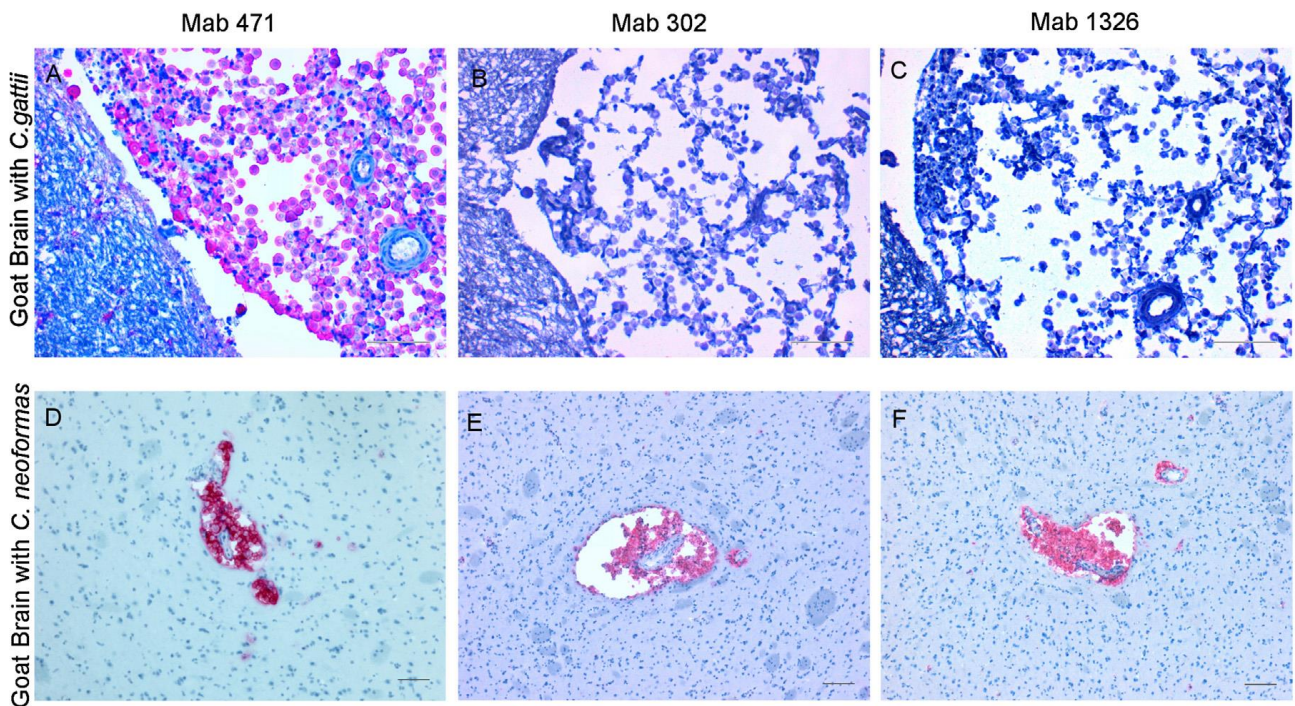 Mab 471
Mab 302
Mab 1326
Goat Brain with C.gattii
A
B
C
Goat Brain with C. neoformas
D
E
F